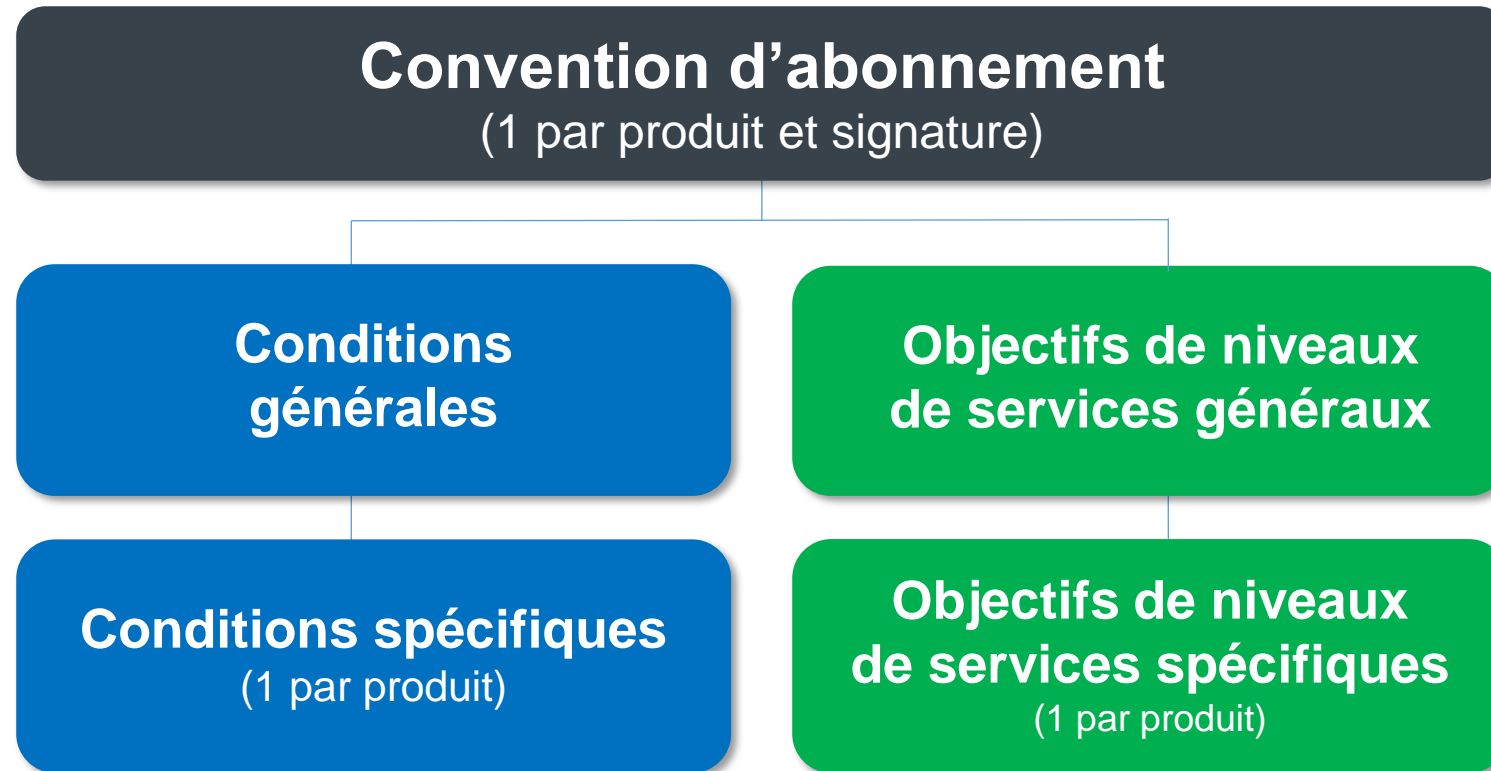 Convention d’abonnement
(1 par produit et signature)
Conditions
générales
Objectifs de niveaux
de services généraux
Conditions spécifiques
(1 par produit)
Objectifs de niveaux
de services spécifiques
(1 par produit)